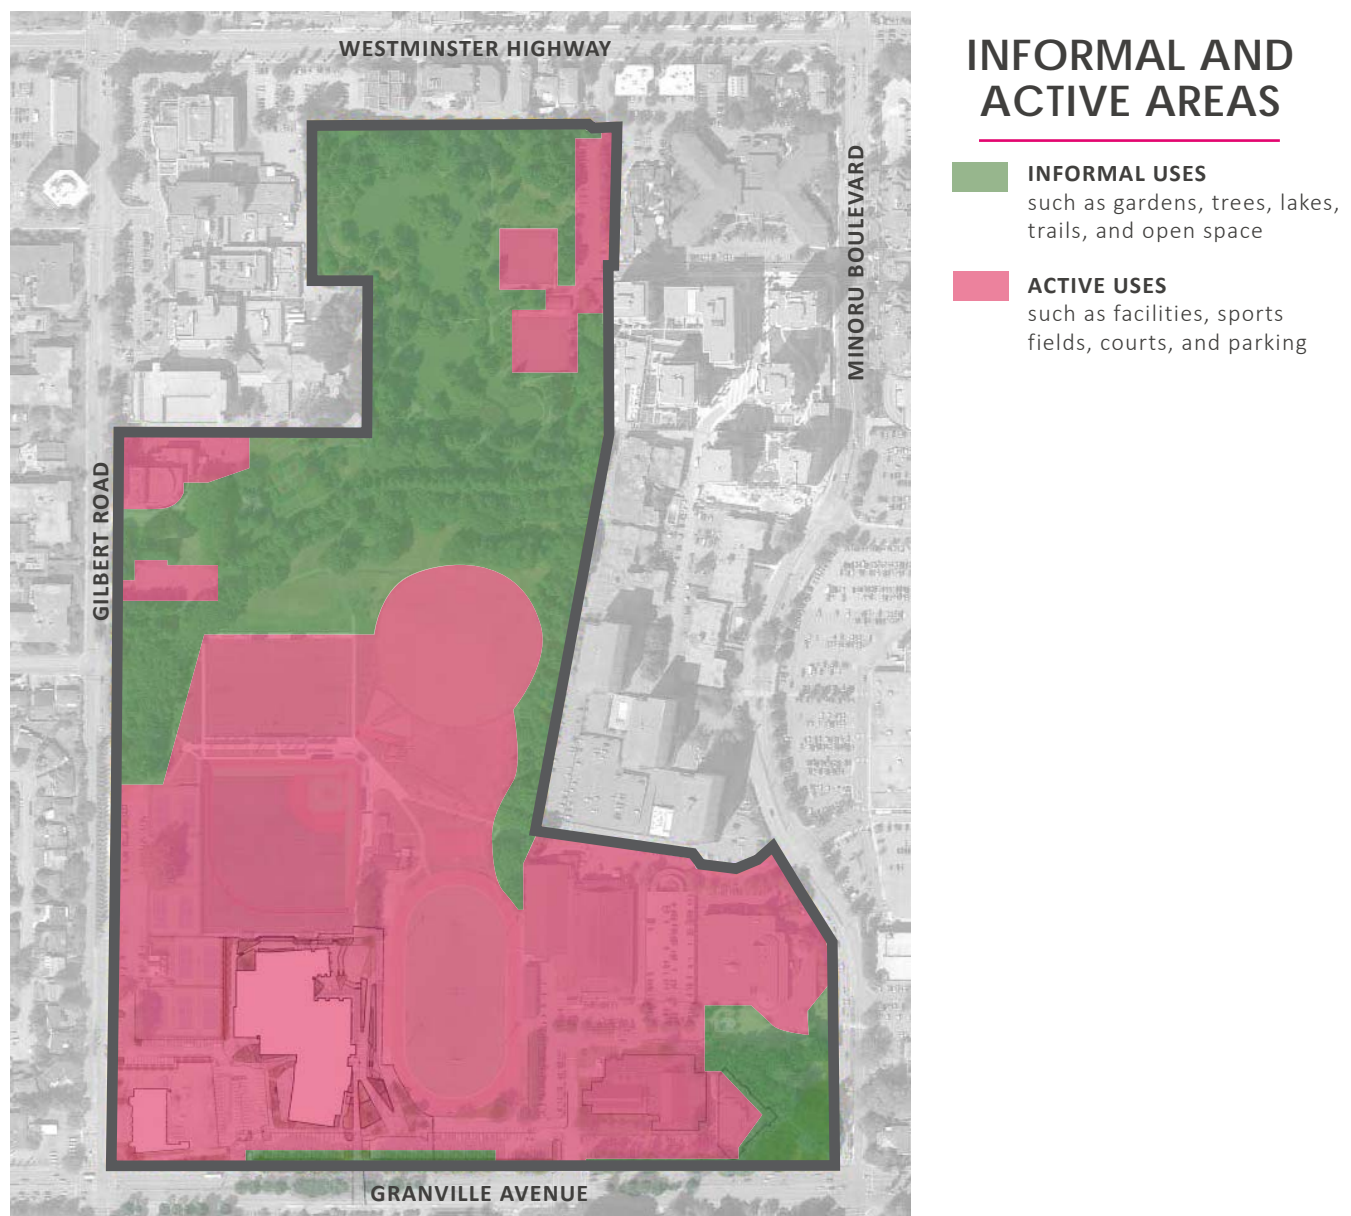 WESTMINSTER HIGHWAY
MINORU BOULEVARD
GILBERT ROAD
GRANVILLE AVENUE
INFORMAL AND
ACTIVE AREAS
INFORMAL USES
such as gardens, trees, lakes,
trails, and open space
ACTIVE USES
such as facilities, sports
fields, courts, and parking